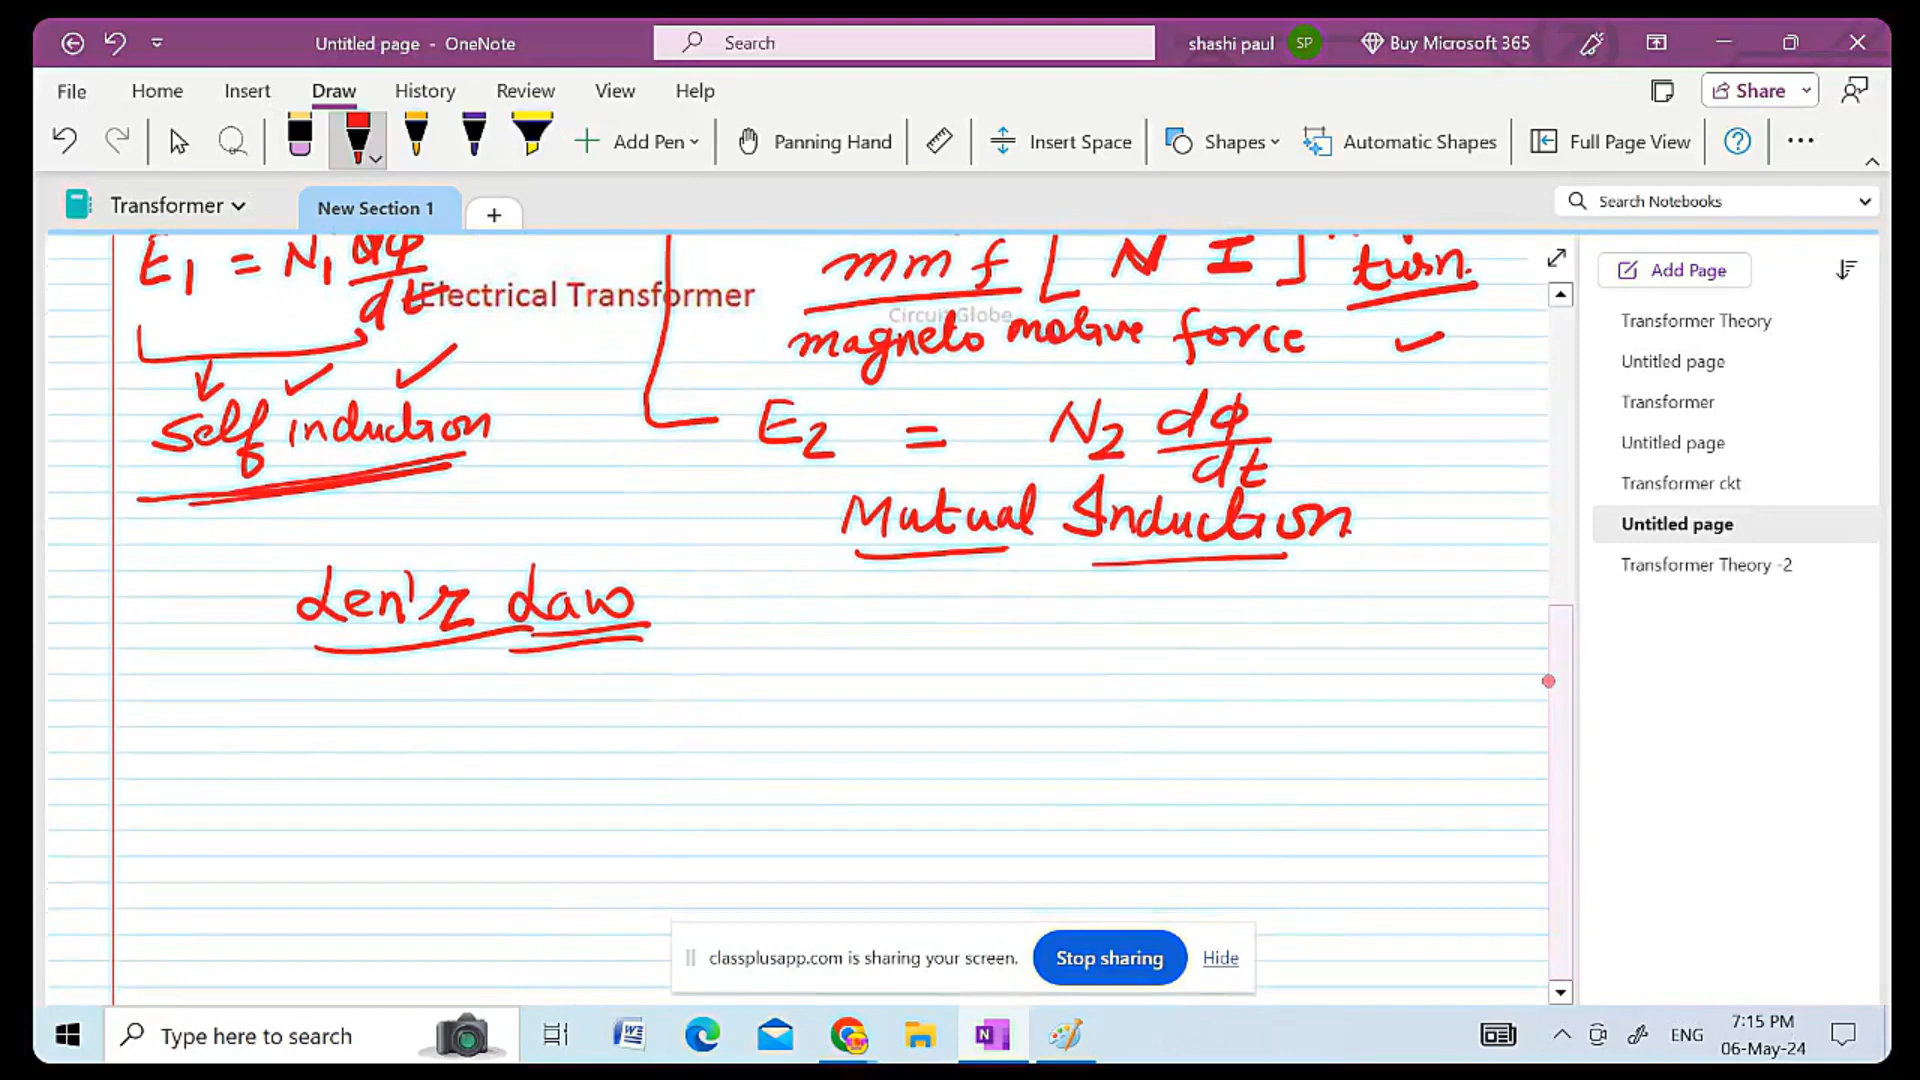 Untitled page - OneNote
Search
shashi paul
SP
Buy Microsoft 365
File Home Insert Draw History Review View Help
Share
Add Pen
Panning Hand
Insert Space
Shapes
Automatic Shapes
Full Page View
Transformer
New Section 1
Search Notebooks
E1 = N1 dφ/dt
Electrical Transformer
mmf [ N I ] turn.
Circuit Globe
magneto motive force
Self induction
E2 = N2 dφ/dt
Mutual Induction
Len'z Law
Add Page
Transformer Theory
Untitled page
Transformer
Untitled page
Transformer ckt
Untitled page
Transformer Theory -2
classplusapp.com is sharing your screen.
Stop sharing
Hide
Type here to search
ENG
7:15 PM
06-May-24